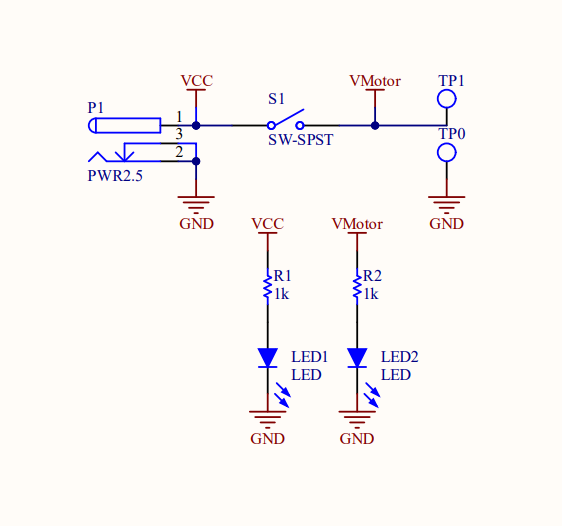 VCC
VMotor
TP1
P1
S1
1
3
2
SW-SPST
TP0
PWR2.5
GND
VCC
VMotor
GND
R1
1k
R2
1k
LED1
LED
LED2
LED
GND
GND